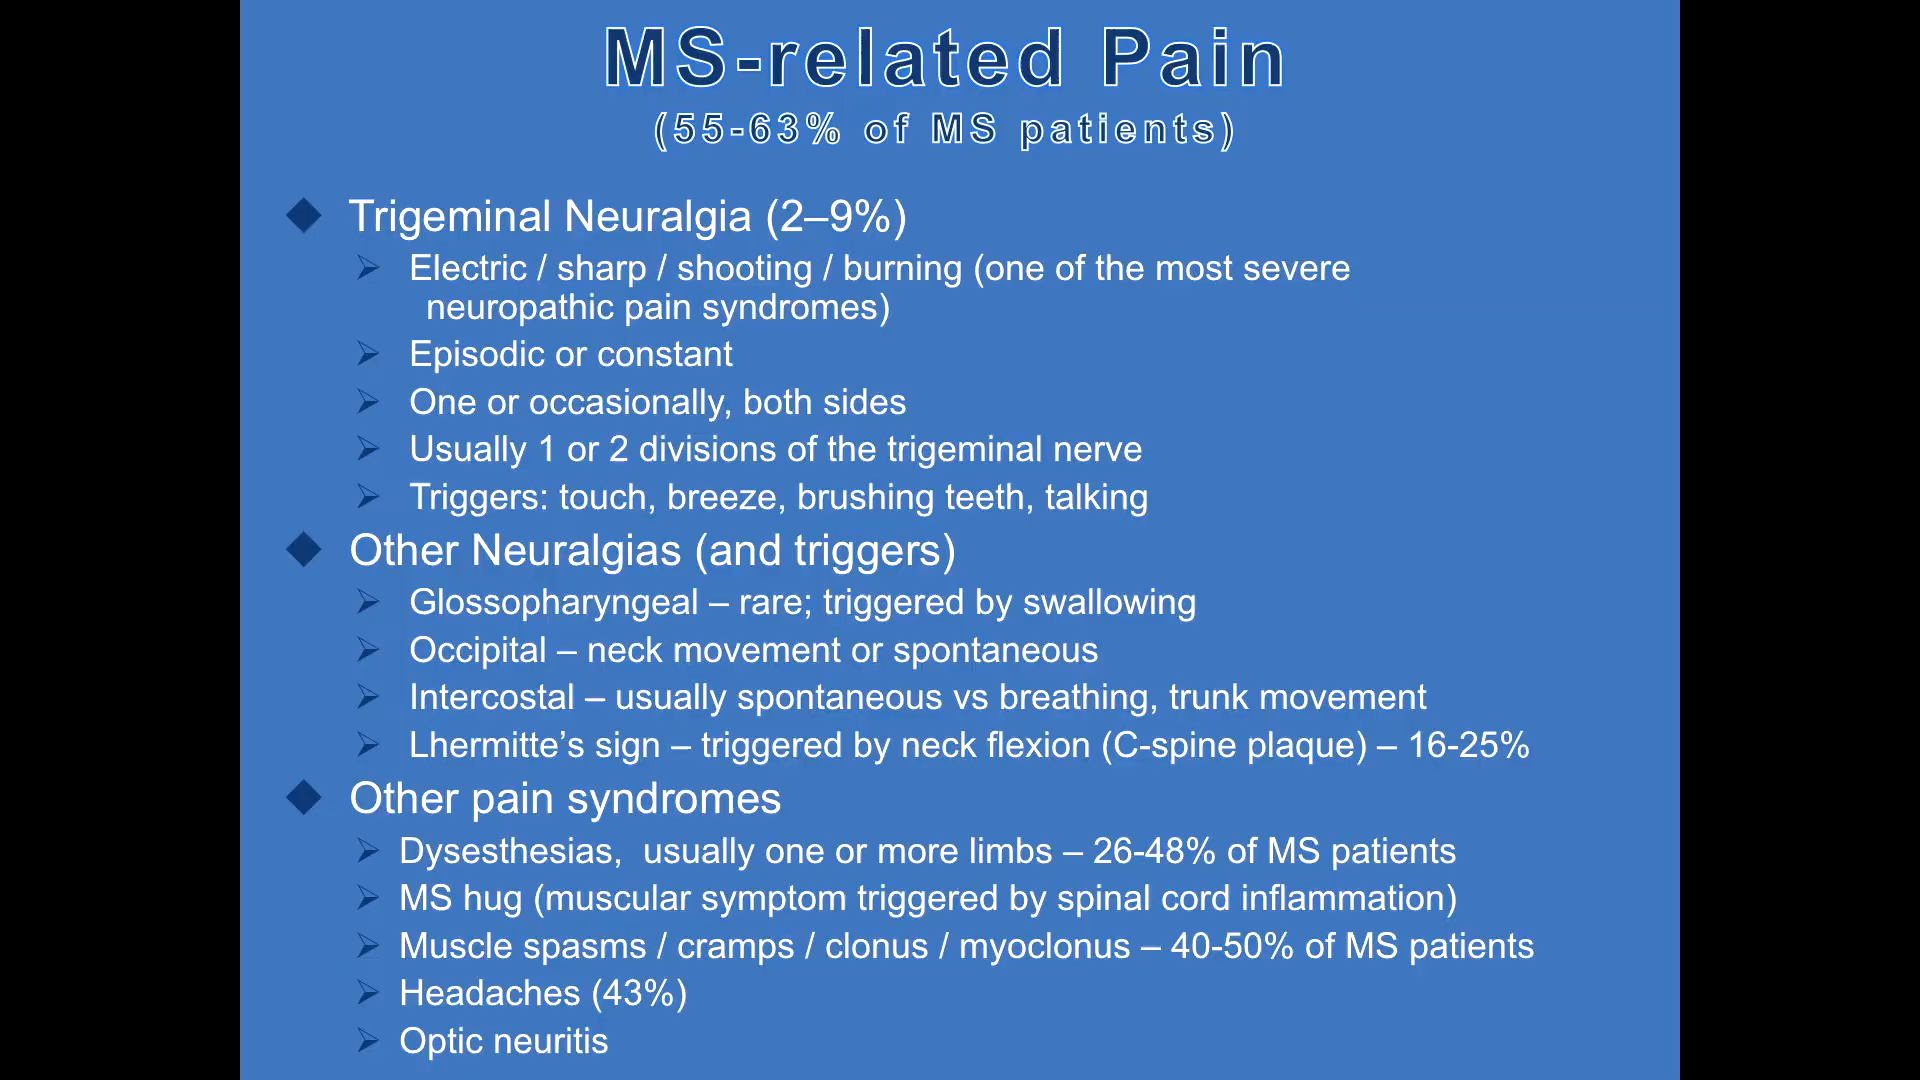 MS-related Pain
(55-63% of MS patients)
Trigeminal Neuralgia (2–9%)
Electric / sharp / shooting / burning (one of the most severe
neuropathic pain syndromes)
Episodic or constant
One or occasionally, both sides
Usually 1 or 2 divisions of the trigeminal nerve
Triggers: touch, breeze, brushing teeth, talking
Other Neuralgias (and triggers)
Glossopharyngeal – rare; triggered by swallowing
Occipital – neck movement or spontaneous
Intercostal – usually spontaneous vs breathing, trunk movement
Lhermitte’s sign – triggered by neck flexion (C-spine plaque) – 16-25%
Other pain syndromes
Dysesthesias,  usually one or more limbs – 26-48% of MS patients
MS hug (muscular symptom triggered by spinal cord inflammation)
Muscle spasms / cramps / clonus / myoclonus – 40-50% of MS patients
Headaches (43%)
Optic neuritis